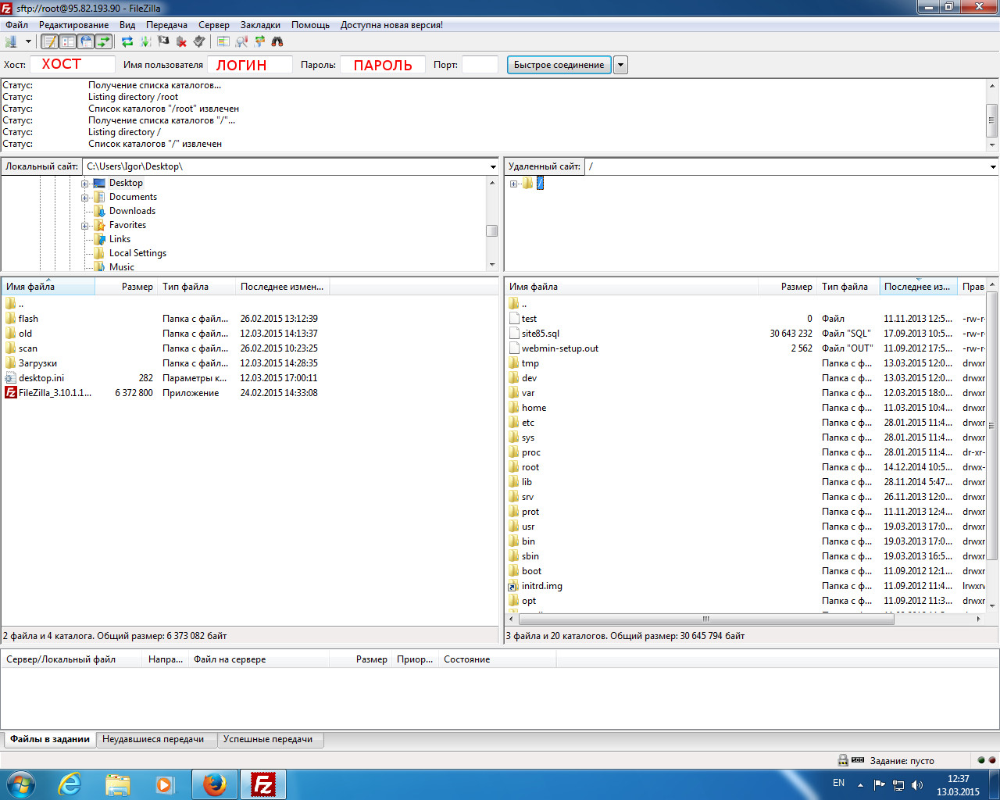 sftp://root@95.82.193.90 - FileZilla
Файл Редактирование Вид Передача Сервер Закладки Помощь Доступна новая версия!
Хост: ХОСТ Имя пользователя ЛОГИН Пароль: ПАРОЛЬ Порт: Быстрое соединение
Статус: Получение списка каталогов...
Статус: Listing directory /root
Статус: Список каталогов "/root" извлечен
Статус: Получение списка каталогов "/"...
Статус: Listing directory /
Статус: Список каталогов "/" извлечен
Локальный сайт: C:\Users\Igor\Desktop\
Desktop
Documents
Downloads
Favorites
Links
Local Settings
Music
Удаленный сайт: /
/
Имя файла Размер Тип файла Последнее измен...
..
flash Папка с файл... 26.02.2015 13:12:39
old Папка с файл... 12.03.2015 14:13:37
scan Папка с файл... 26.02.2015 10:23:25
Загрузки Папка с файл... 12.03.2015 14:28:35
desktop.ini 282 Параметры к... 12.03.2015 17:00:11
FileZilla_3.10.1.1... 6 372 800 Приложение 24.02.2015 14:33:08
2 файла и 4 каталога. Общий размер: 6 373 082 байт
Имя файла Размер Тип файла Последнее из... Прав
..
test 0 Файл 11.11.2013 12:5... -rw-r-
site85.sql 30 643 232 Файл "SQL" 17.09.2013 10:5... -rw-r-
webmin-setup.out 2 562 Файл "OUT" 11.09.2012 17:5... -rw-r-
tmp Папка с ф... 13.03.2015 12:0... drwxr
dev Папка с ф... 13.03.2015 12:0... drwxr
var Папка с ф... 12.03.2015 18:0... drwxr
home Папка с ф... 11.03.2015 10:4... drwxr
etc Папка с ф... 28.01.2015 11:4... drwxr
sys Папка с ф... 28.01.2015 11:4... drwxr
proc Папка с ф... 28.01.2015 11:4... dr-xr-
root Папка с ф... 14.12.2014 10:5... drwx-
lib Папка с ф... 28.11.2014 5:47... drwxr
srv Папка с ф... 26.11.2013 12:0... drwxr
prot Папка с ф... 11.11.2013 12:4... drwxr
usr Папка с ф... 19.03.2013 17:0... drwxr
bin Папка с ф... 19.03.2013 17:0... drwxr
sbin Папка с ф... 19.03.2013 16:5... drwxr
boot Папка с ф... 11.09.2012 12:1... drwxr
initrd.img Папка с ф... 11.09.2012 11:4... lrwxrw
opt Папка с ф... 11.09.2012 11:3... drwxr
3 файла и 20 каталогов. Общий размер: 30 645 794 байт
Сервер/Локальный файл Напра... Файл на сервере Размер Приор... Состояние
Файлы в задании Неудавшиеся передачи Успешные передачи
Задание: пусто
EN 12:37
13.03.2015